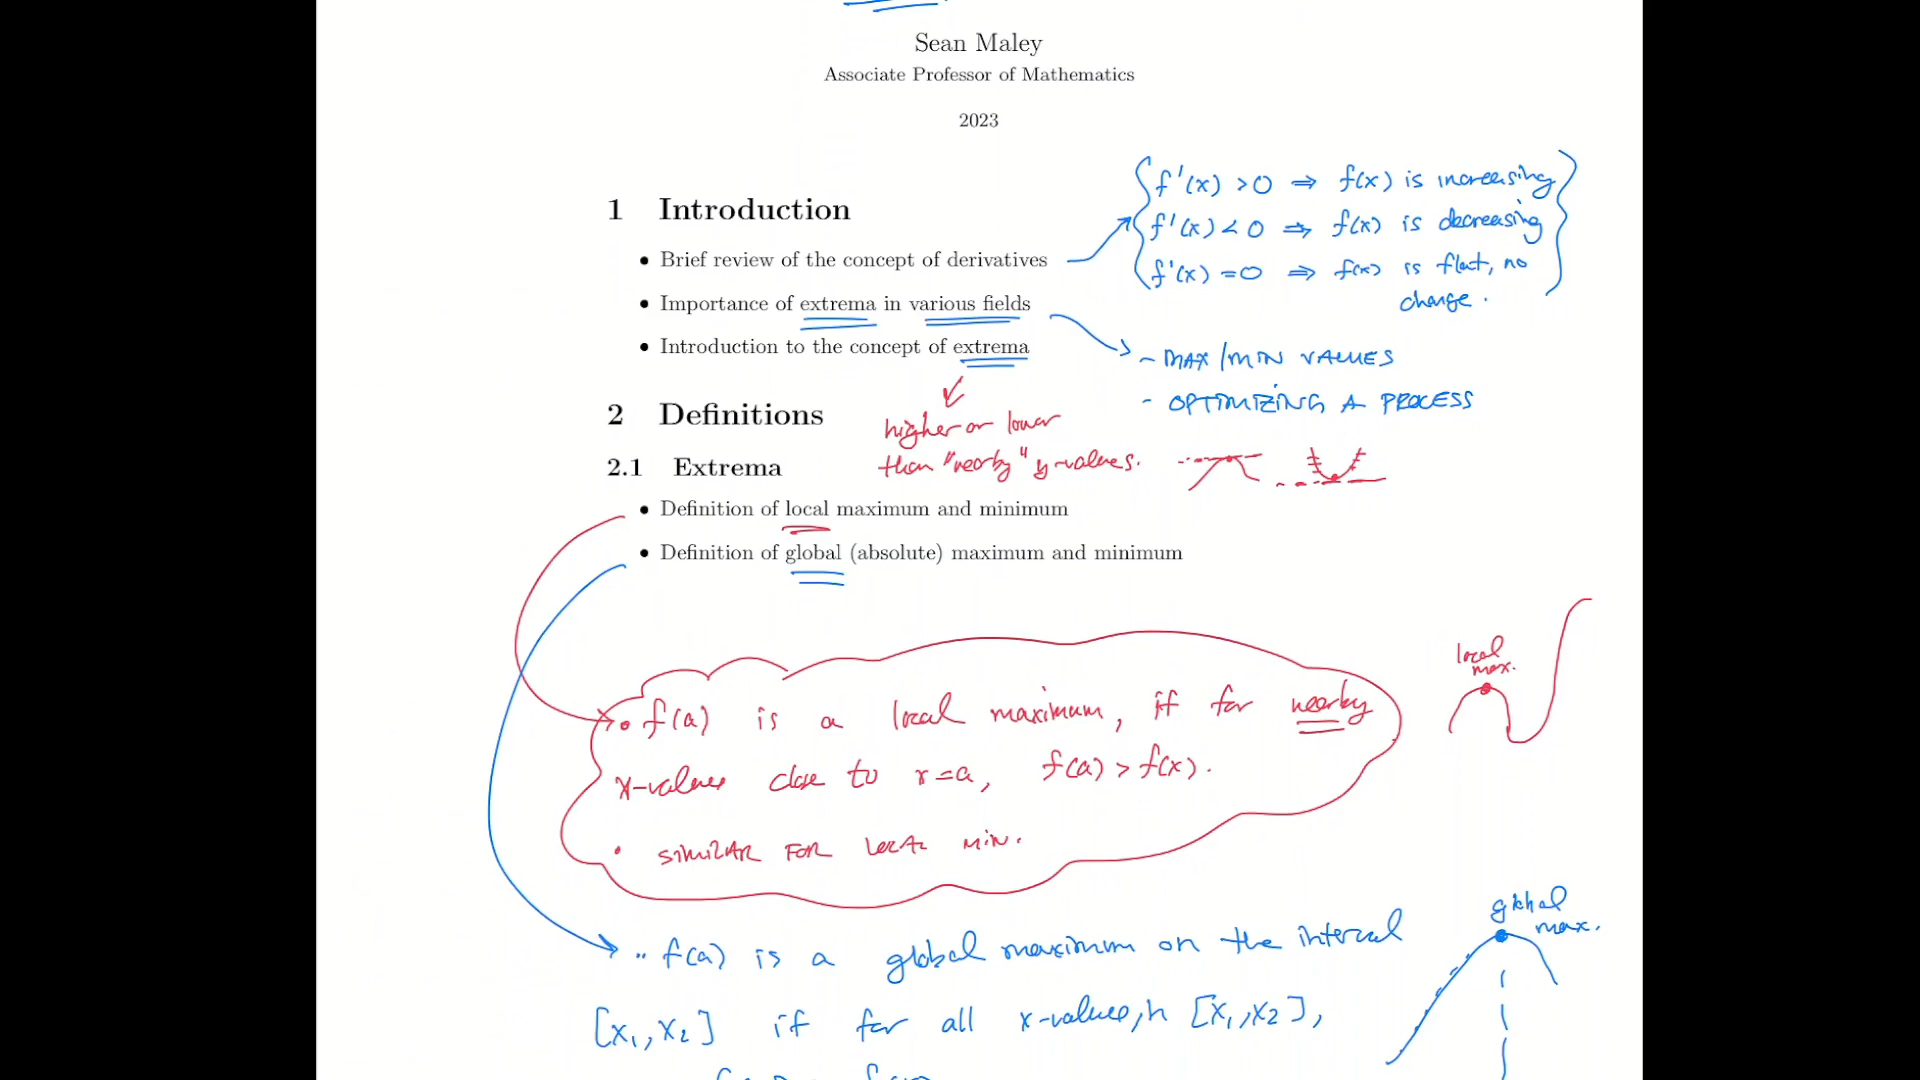 Sean Maley
Associate Professor of Mathematics
2023
1 Introduction
• Brief review of the concept of derivatives
• Importance of extrema in various fields
• Introduction to the concept of extrema
f'(x) >0 ⇒ f(x) is increasing
f'(x) < 0 ⇒ f(x) is decreasing
f'(x) = 0 ⇒ f(x) is flat, no
change.
- MAX/MIN VALUES
- OPTIMIZING A PROCESS
higher or lower
than "nearby" y-values.
2 Definitions
2.1 Extrema
• Definition of local maximum and minimum
• Definition of global (absolute) maximum and minimum
• f(a) is a local maximum, if for nearby
x-values close to x=a, f(a) > f(x).
• SIMILAR FOR LOCAL MIN.
local
max.
• f(a) is a global maximum on the interval
[x₁,x₂] if for all x-values in [x₁,x₂],
global
max.